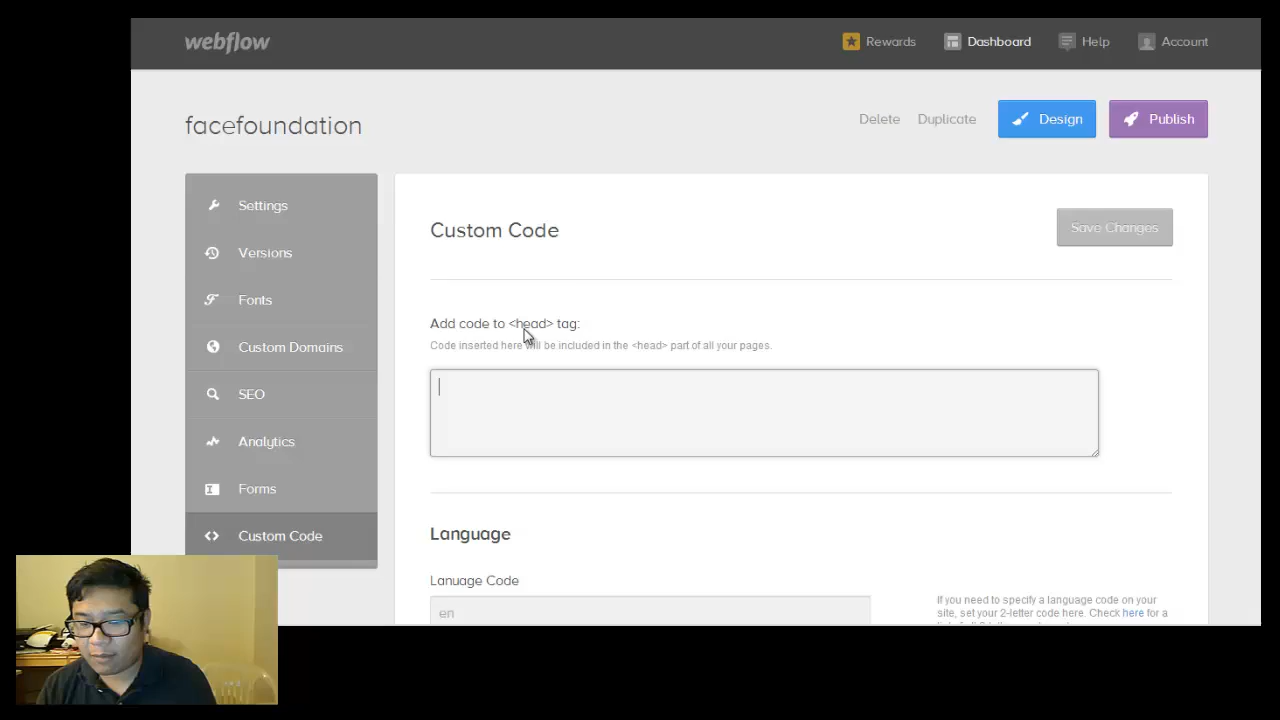 webflow
Rewards
Dashboard
Help
Account
facefoundation
Delete
Duplicate
Design
Publish
Settings
Versions
Fonts
Custom Domains
SEO
Analytics
Forms
Custom Code
Custom Code
Save Changes
Add code to <head> tag:
Code inserted here will be included in the <head> part of all your pages.
Language
Lanuage Code
en
If you need to specify a language code on your
site, set your 2-letter code here. Check here for a